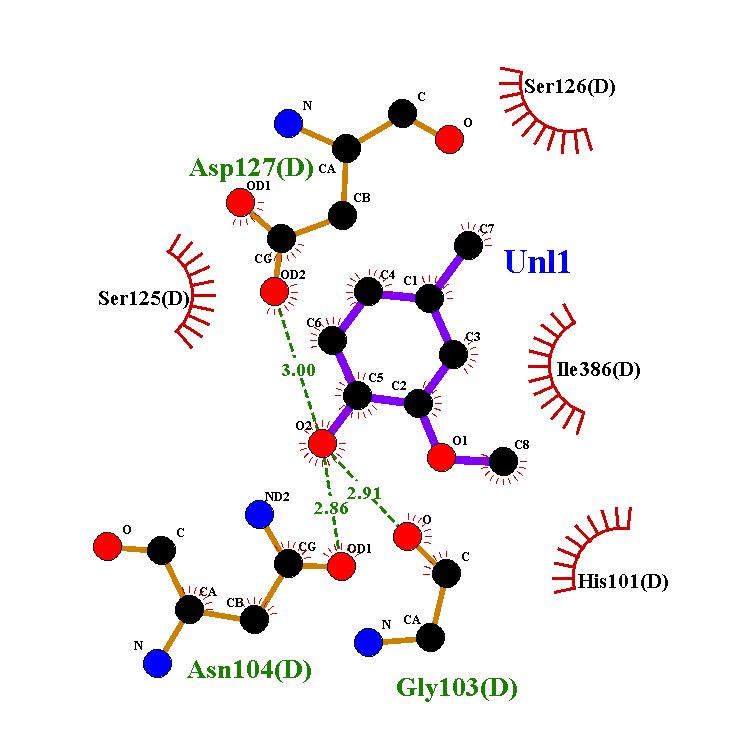 Ser126(D)
C
N
O
CA
Asp127(D)
OD1
CB
C7
CG
Unl1
OD2
C4
C1
Ser125(D)
C6
C3
3.00
Ile386(D)
C5
C2
O2
O1
C8
2.91
ND2
2.86
O
O
C
CG
OD1
C
His101(D)
CA
CB
CA
N
N
Asn104(D)
Gly103(D)